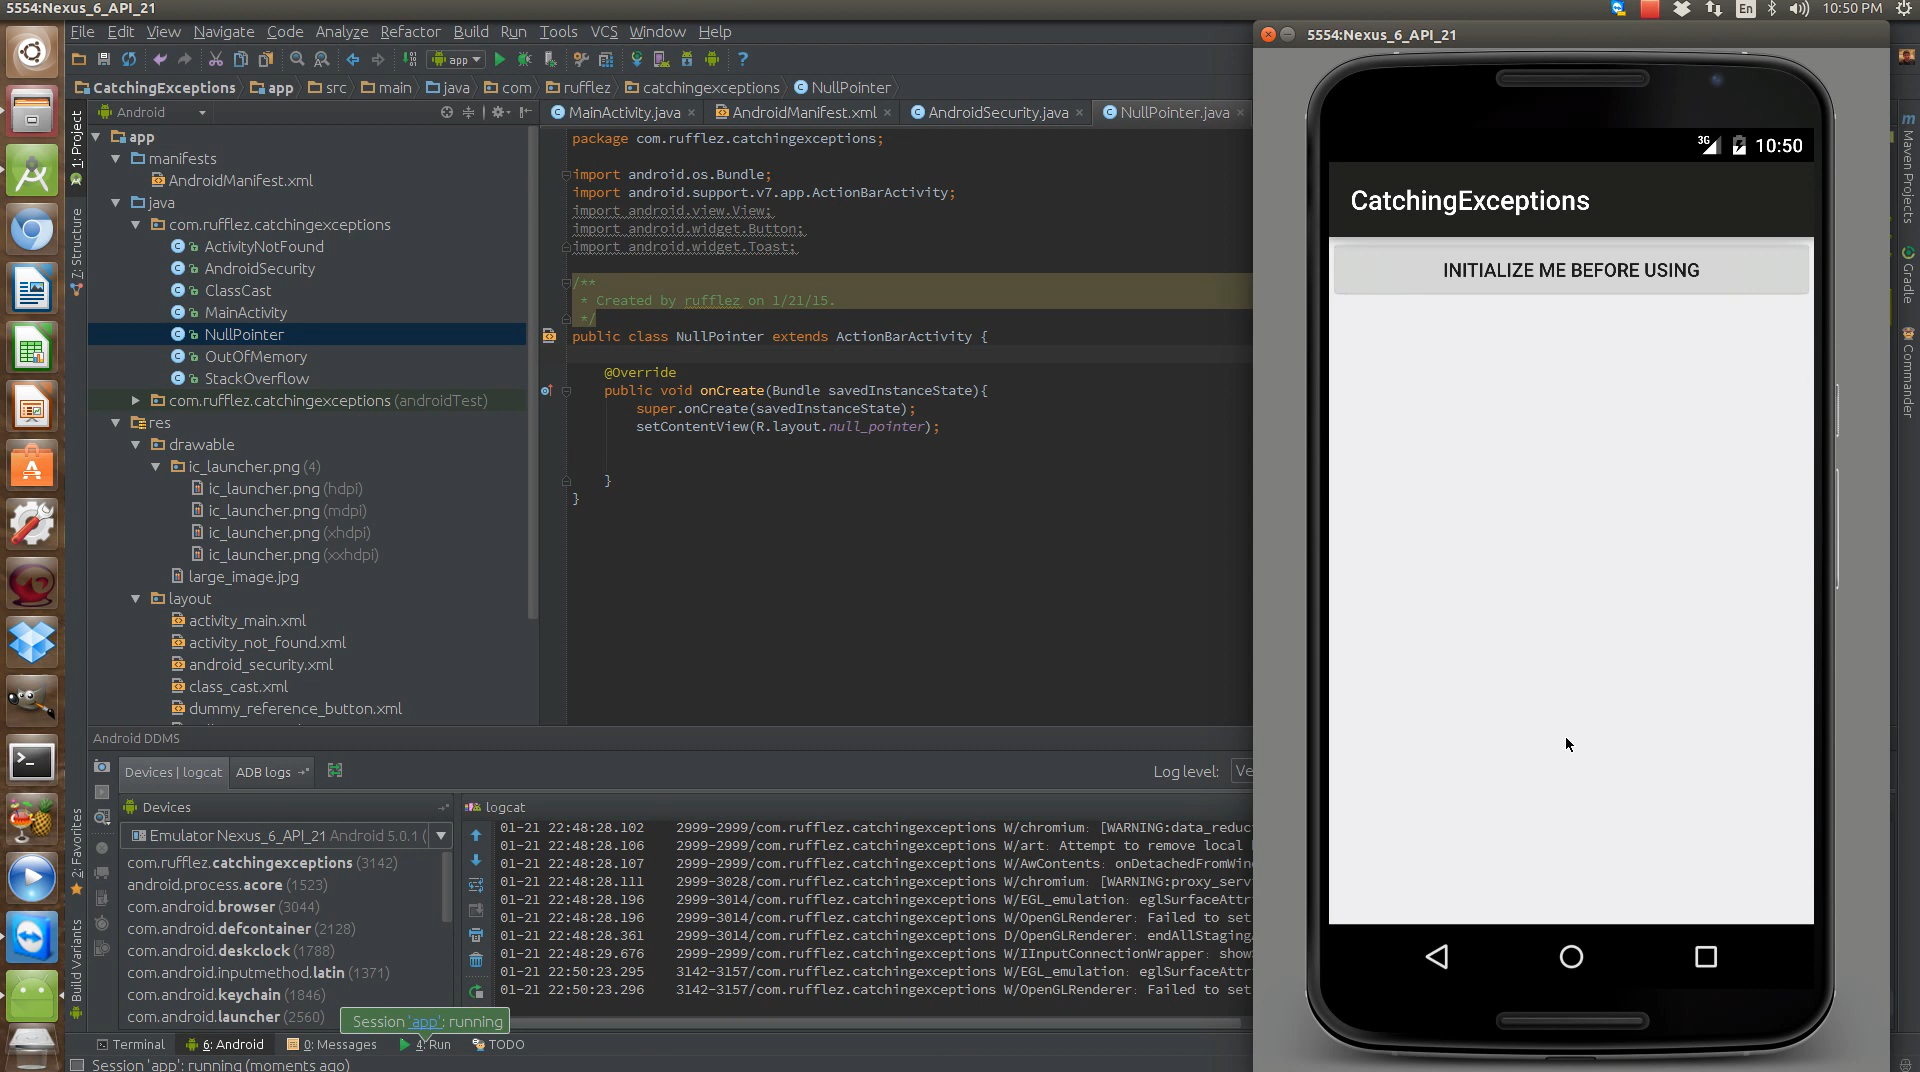 5554:Nexus_6_API_21
En
10:50 PM
File Edit View Navigate Code Analyze Refactor Build Run Tools VCS Window Help
app
CatchingExceptions app src main java com rufflez catchingexceptions NullPointer
Android
MainActivity.java AndroidManifest.xml AndroidSecurity.java NullPointer.java
1: Project
7: Structure
2: Favorites
Build Variants
app
manifests
AndroidManifest.xml
java
com.rufflez.catchingexceptions
ActivityNotFound
AndroidSecurity
ClassCast
MainActivity
NullPointer
OutOfMemory
StackOverflow
com.rufflez.catchingexceptions (androidTest)
res
drawable
ic_launcher.png (4)
ic_launcher.png (hdpi)
ic_launcher.png (mdpi)
ic_launcher.png (xhdpi)
ic_launcher.png (xxhdpi)
large_image.jpg
layout
activity_main.xml
activity_not_found.xml
android_security.xml
class_cast.xml
dummy_reference_button.xml
package com.rufflez.catchingexceptions;
import android.os.Bundle;
import android.support.v7.app.ActionBarActivity;
import android.view.View;
import android.widget.Button;
import android.widget.Toast;
/**
* Created by rufflez on 1/21/15.
*/
public class NullPointer extends ActionBarActivity {
@Override
public void onCreate(Bundle savedInstanceState){
super.onCreate(savedInstanceState);
setContentView(R.layout.null_pointer);
}
}
Android DDMS
Devices | logcat ADB logs
Log level: Ve
Devices
logcat
Emulator Nexus_6_API_21 Android 5.0.1 (
com.rufflez.catchingexceptions (3142)
android.process.acore (1523)
com.android.browser (3044)
com.android.defcontainer (2128)
com.android.deskclock (1788)
com.android.inputmethod.latin (1371)
com.android.keychain (1846)
com.android.launcher (2560)
01-21 22:48:28.102 2999-2999/com.rufflez.catchingexceptions W/chromium: [WARNING:data_reduc
01-21 22:48:28.106 2999-2999/com.rufflez.catchingexceptions W/art: Attempt to remove local
01-21 22:48:28.107 2999-2999/com.rufflez.catchingexceptions W/AwContents: onDetachedFromWin
01-21 22:48:28.111 2999-3028/com.rufflez.catchingexceptions W/chromium: [WARNING:proxy_serv
01-21 22:48:28.196 2999-3014/com.rufflez.catchingexceptions W/EGL_emulation: eglSurfaceAttr
01-21 22:48:28.196 2999-3014/com.rufflez.catchingexceptions W/OpenGLRenderer: Failed to set
01-21 22:48:28.361 2999-3014/com.rufflez.catchingexceptions D/OpenGLRenderer: endAllStaging
01-21 22:48:29.676 2999-2999/com.rufflez.catchingexceptions W/IInputConnectionWrapper: show
01-21 22:50:23.295 3142-3157/com.rufflez.catchingexceptions W/EGL_emulation: eglSurfaceAttr
01-21 22:50:23.296 3142-3157/com.rufflez.catchingexceptions W/OpenGLRenderer: Failed to set
Session 'app': running
Terminal 6: Android 0: Messages 4: Run TODO
Session 'app': running (moments ago)
5554:Nexus_6_API_21
3G 10:50
CatchingExceptions
INITIALIZE ME BEFORE USING
Maven Projects
Gradle
Commander